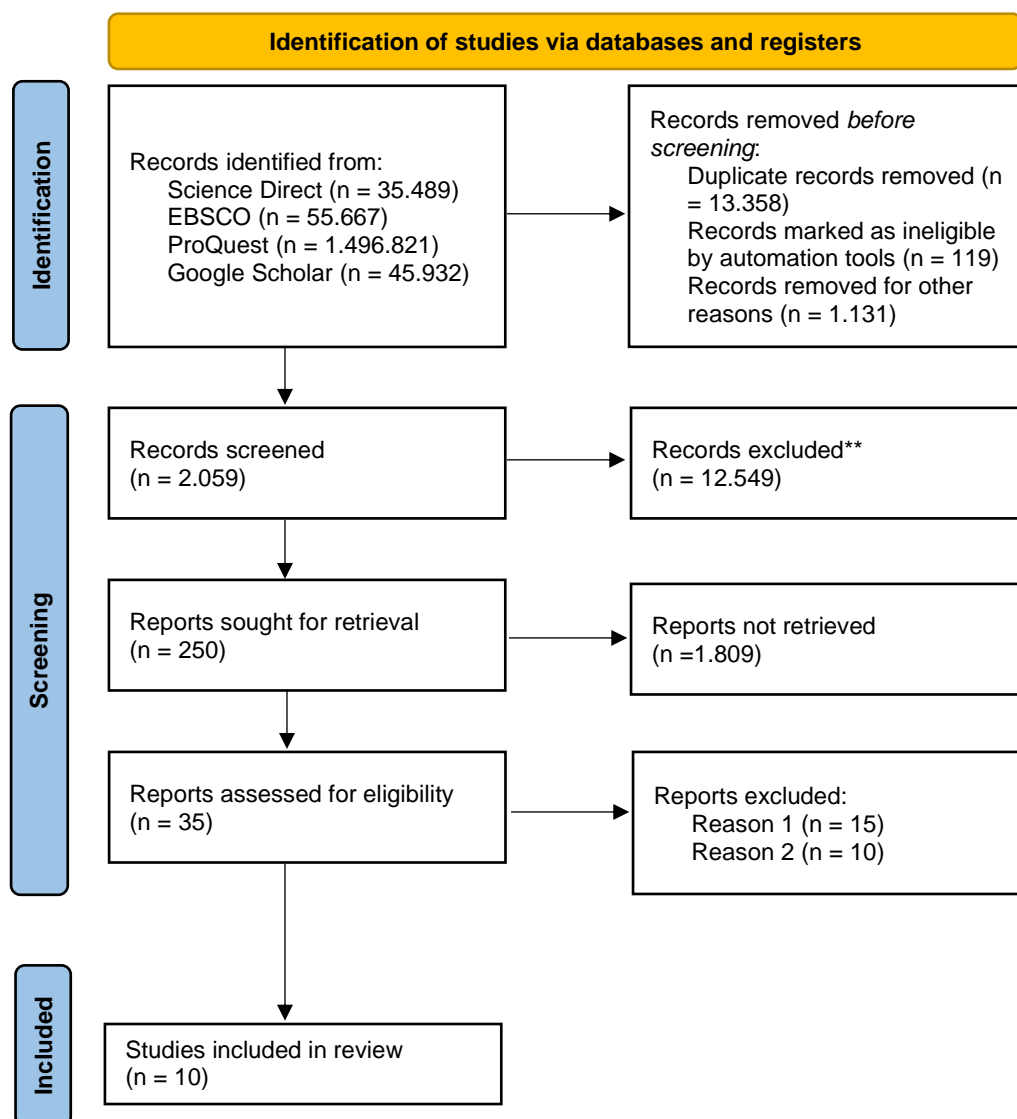 Identification of studies via databases and registers
Identification
Records identified from:
Science Direct (n = 35.489)
EBSCO (n = 55.667)
ProQuest (n = 1.496.821)
Google Scholar (n = 45.932)
Records removed before
screening:
Duplicate records removed (n
= 13.358)
Records marked as ineligible
by automation tools (n = 119)
Records removed for other
reasons (n = 1.131)
Screening
Records screened
(n = 2.059)
Records excluded**
(n = 12.549)
Reports sought for retrieval
(n = 250)
Reports not retrieved
(n =1.809)
Reports assessed for eligibility
(n = 35)
Reports excluded:
Reason 1 (n = 15)
Reason 2 (n = 10)
Included
Studies included in review
(n = 10)